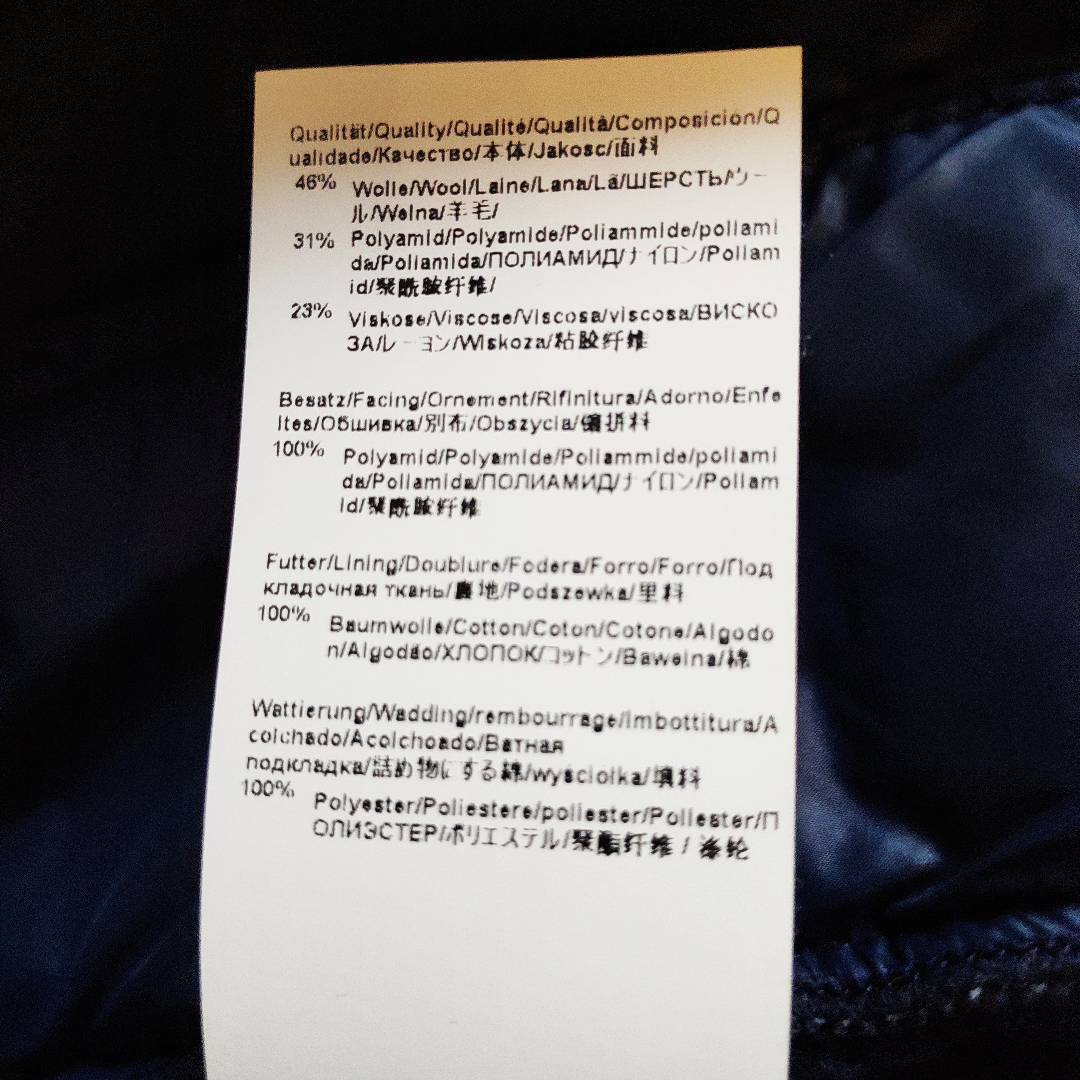 Qualität/Quality/Qualité/Qualità/Composicion/Q
ualidade/Качество/本体/Jakosc/面料
46% Wolle/Wool/Laine/Lana/Lã/ШЕРСТЬ/ウー
ル/Welna/羊毛/
31% Polyamid/Polyamide/Poliammide/poliami
da/Poliamida/ПОЛИАМИД/ナイロン/Poliam
id/聚酰胺纤维/
23% Viskose/Viscose/Viscosa/viscosa/ВИСКО
ЗА/レーヨン/Wiskoza/粘胶纤维
Besatz/Facing/Ornement/Rifinitura/Adorno/Enfe
ites/Обшивка/別布/Obszycia/镶拼料
100% Polyamid/Polyamide/Poliammide/poliami
da/Poliamida/ПОЛИАМИД/ナイロン/Poliam
id/聚酰胺纤维
Futter/Lining/Doublure/Fodera/Forro/Forro/Под
кладочная ткань/裏地/Podszewka/里料
100% Baumwolle/Cotton/Coton/Cotone/Algodo
n/Algodão/ХЛОПОК/コットン/Bawelna/棉
Wattierung/Wadding/rembourrage/imbottitura/A
colchado/Acolchoado/Ватная
подкладка/詰め物にする綿/wyściolka/填料
100% Polyester/Poliestere/poliester/Poliester/П
ОЛИЭСТЕР/ポリエステル/聚酯纤维 / 涤纶